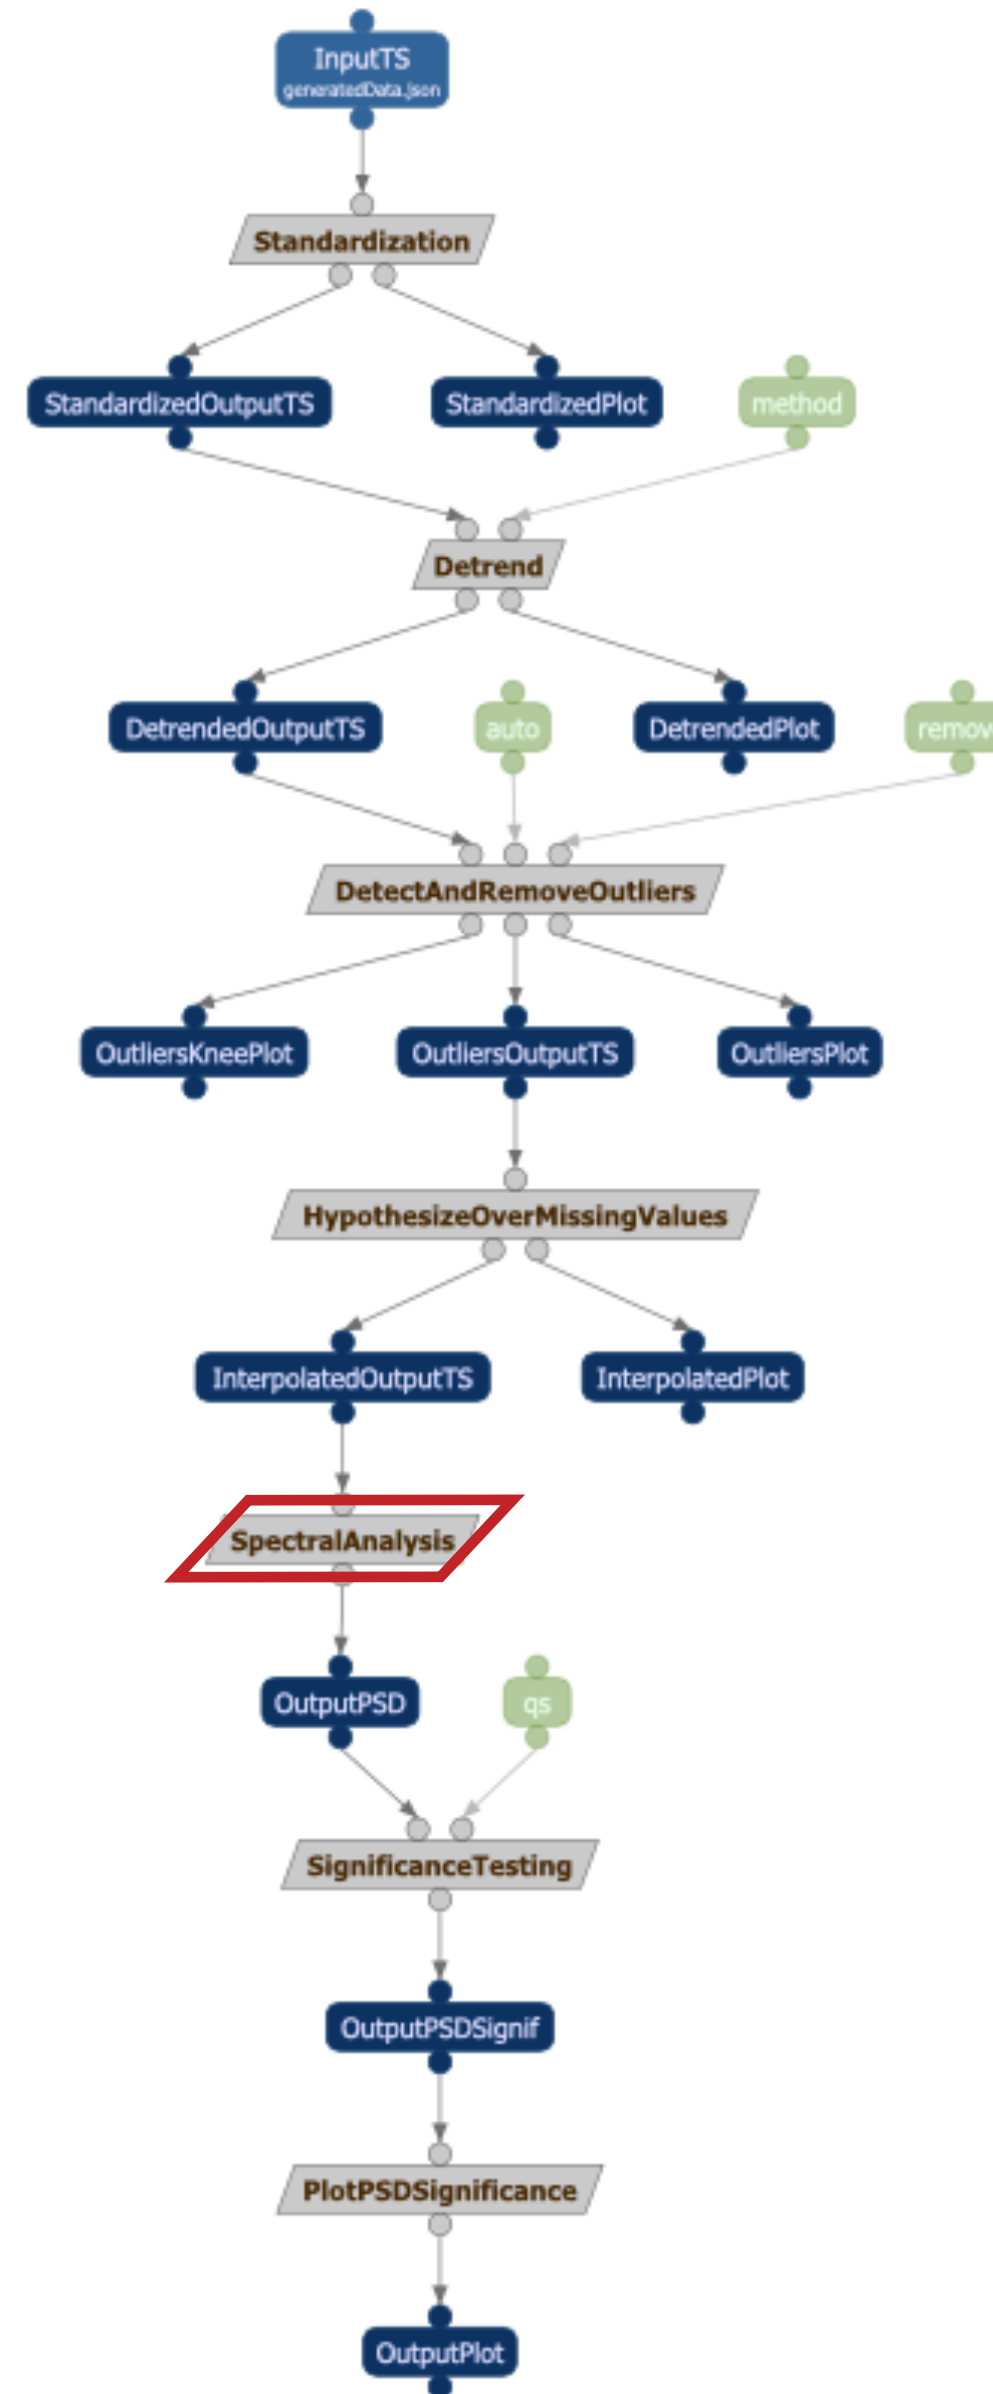 InputTS
generatedData.json
Standardization
StandardizedOutputTS
StandardizedPlot
method
Detrend
DetrendedOutputTS
auto
DetrendedPlot
remov
DetectAndRemoveOutliers
OutliersKneePlot
OutliersOutputTS
OutliersPlot
HypothesizeOverMissingValues
InterpolatedOutputTS
InterpolatedPlot
SpectralAnalysis
OutputPSD
qs
SignificanceTesting
OutputPSDSignif
PlotPSDSignificance
OutputPlot